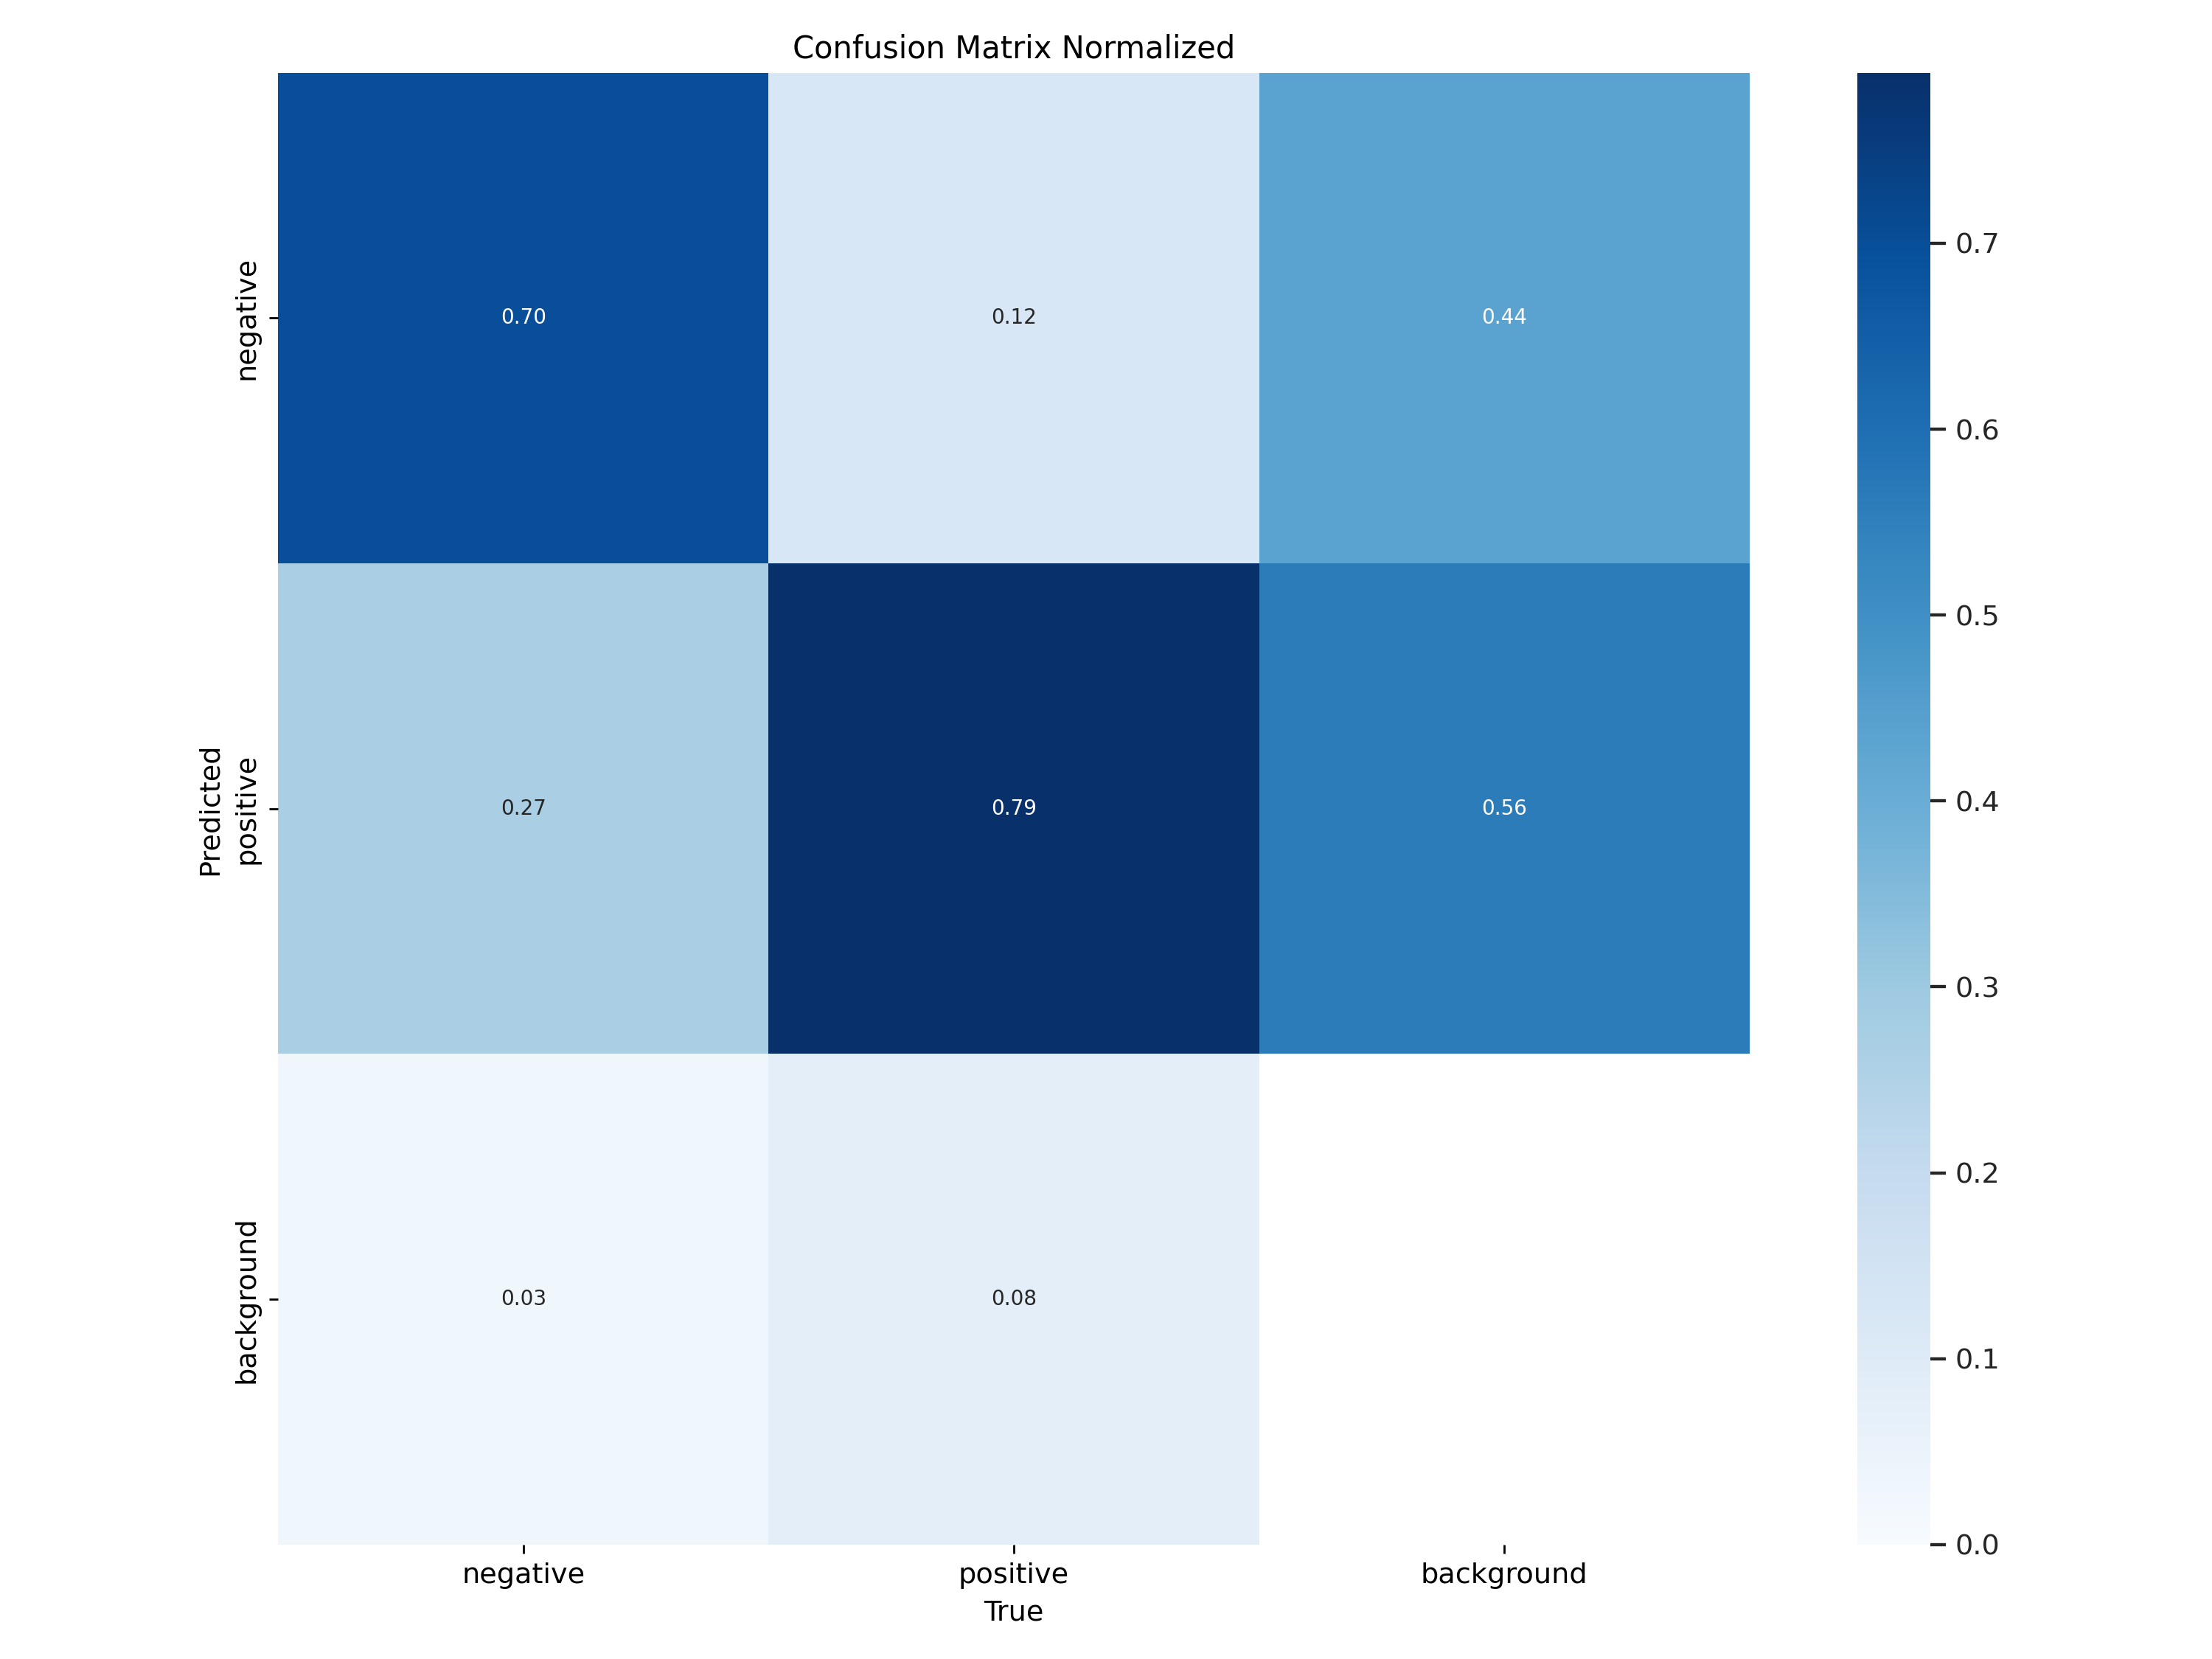 Confusion Matrix Normalized
negative
0.70
0.12
0.44
Predicted
positive
0.27
0.79
0.56
background
0.03
0.08
negative
positive
background
True
0.7
0.6
0.5
0.4
0.3
0.2
0.1
0.0